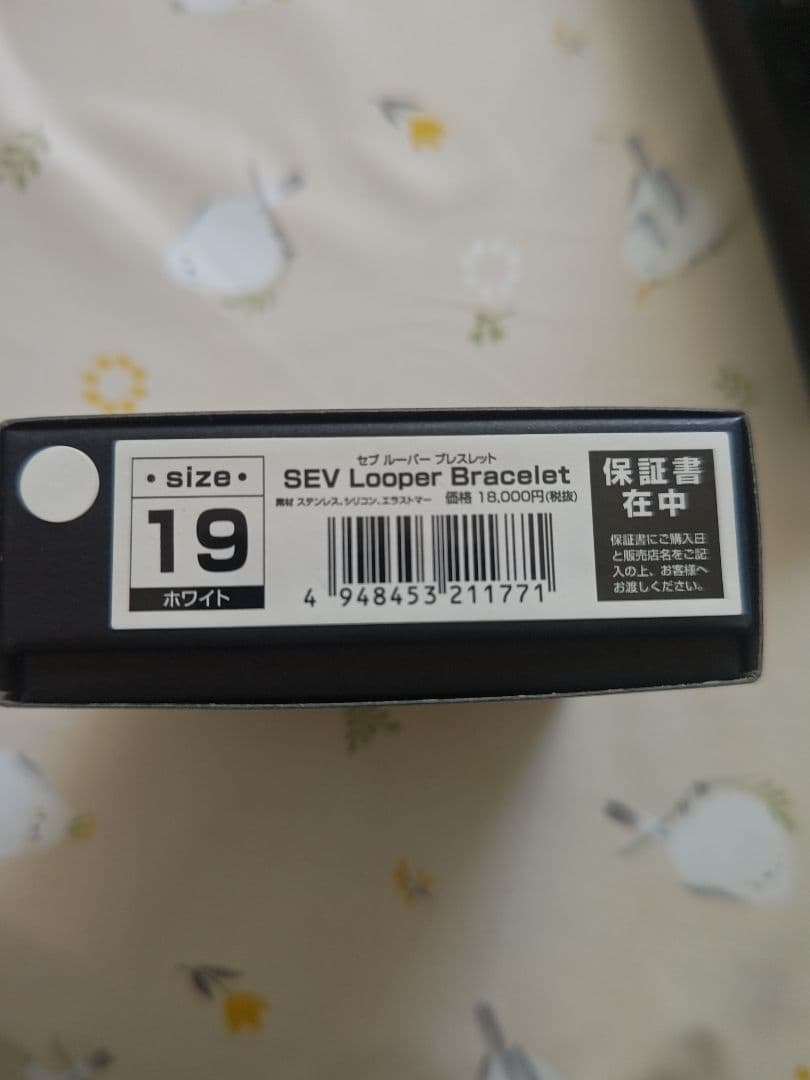 ・size・
19
ホワイト
セブ ルーパー ブレスレット
SEV Looper Bracelet
素材 ステンレス、シリコン、エラストマー 価格 18,000円(税抜)
4 948453 211771
保証書
在中
保証書にご購入日
と販売店名をご記
入の上、お客様へ
お渡しください。